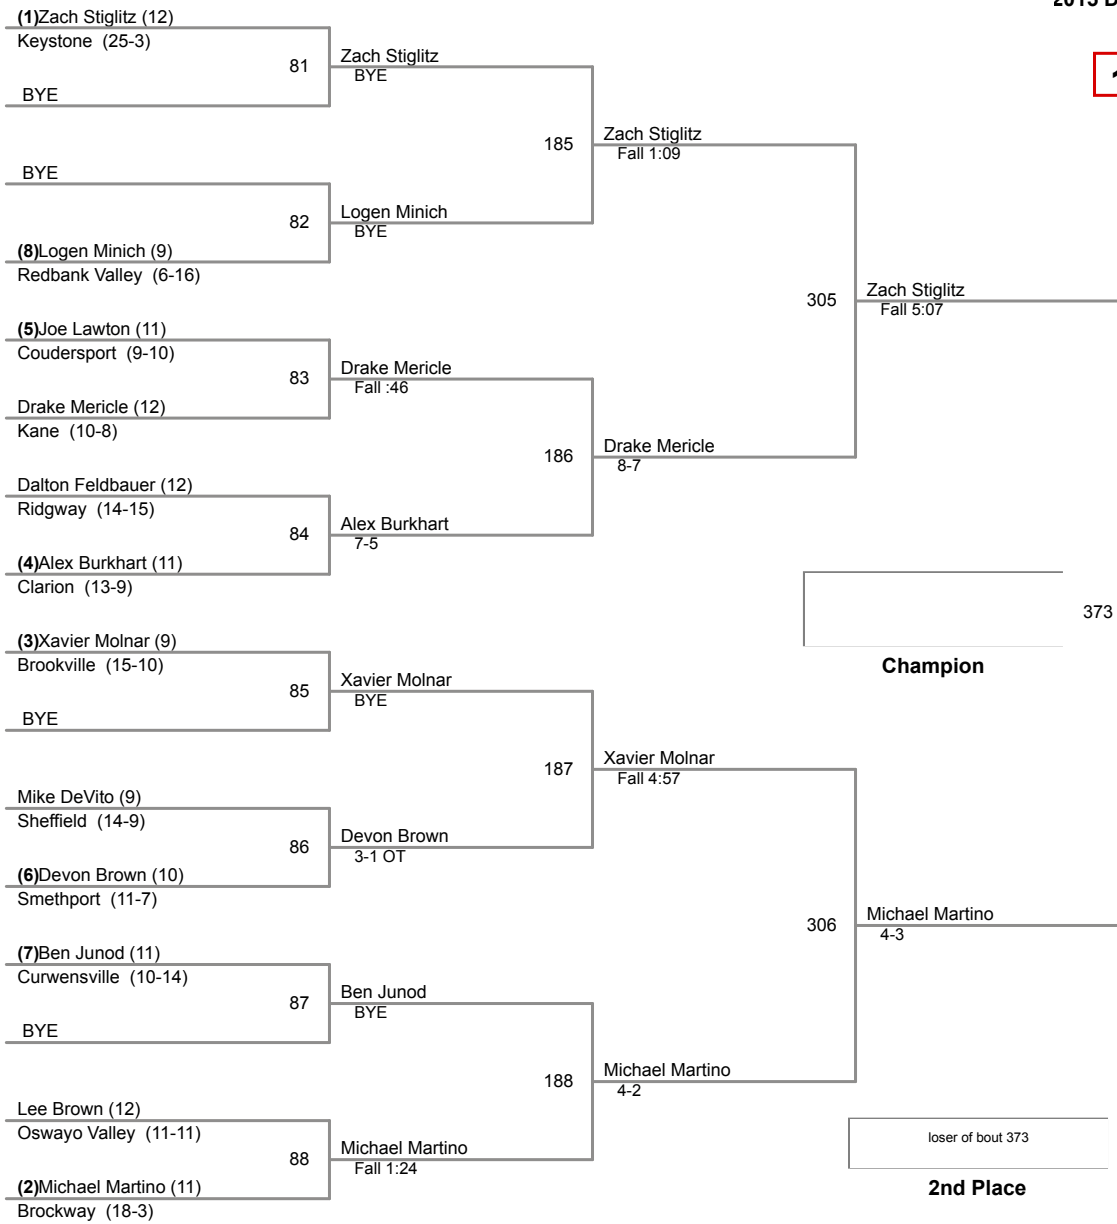 2015 D
1
(1)Zach Stiglitz (12)
Keystone (25-3)
81
BYE
Zach Stiglitz
BYE
185
BYE
82
(8)Logen Minich (9)
Redbank Valley (6-16)
Logen Minich
BYE
Zach Stiglitz
Fall 1:09
305
(5)Joe Lawton (11)
Coudersport (9-10)
83
Drake Mericle (12)
Kane (10-8)
Drake Mericle
Fall :46
186
Dalton Feldbauer (12)
Ridgway (14-15)
84
(4)Alex Burkhart (11)
Clarion (13-9)
Alex Burkhart
7-5
Drake Mericle
8-7
Zach Stiglitz
Fall 5:07
373
Champion
(3)Xavier Molnar (9)
Brookville (15-10)
85
BYE
Xavier Molnar
BYE
187
Mike DeVito (9)
Sheffield (14-9)
86
(6)Devon Brown (10)
Smethport (11-7)
Devon Brown
3-1 OT
Xavier Molnar
Fall 4:57
306
(7)Ben Junod (11)
Curwensville (10-14)
87
BYE
Ben Junod
BYE
188
Lee Brown (12)
Oswayo Valley (11-11)
88
(2)Michael Martino (11)
Brockway (18-3)
Michael Martino
Fall 1:24
Michael Martino
4-2
Michael Martino
4-3
loser of bout 373
2nd Place